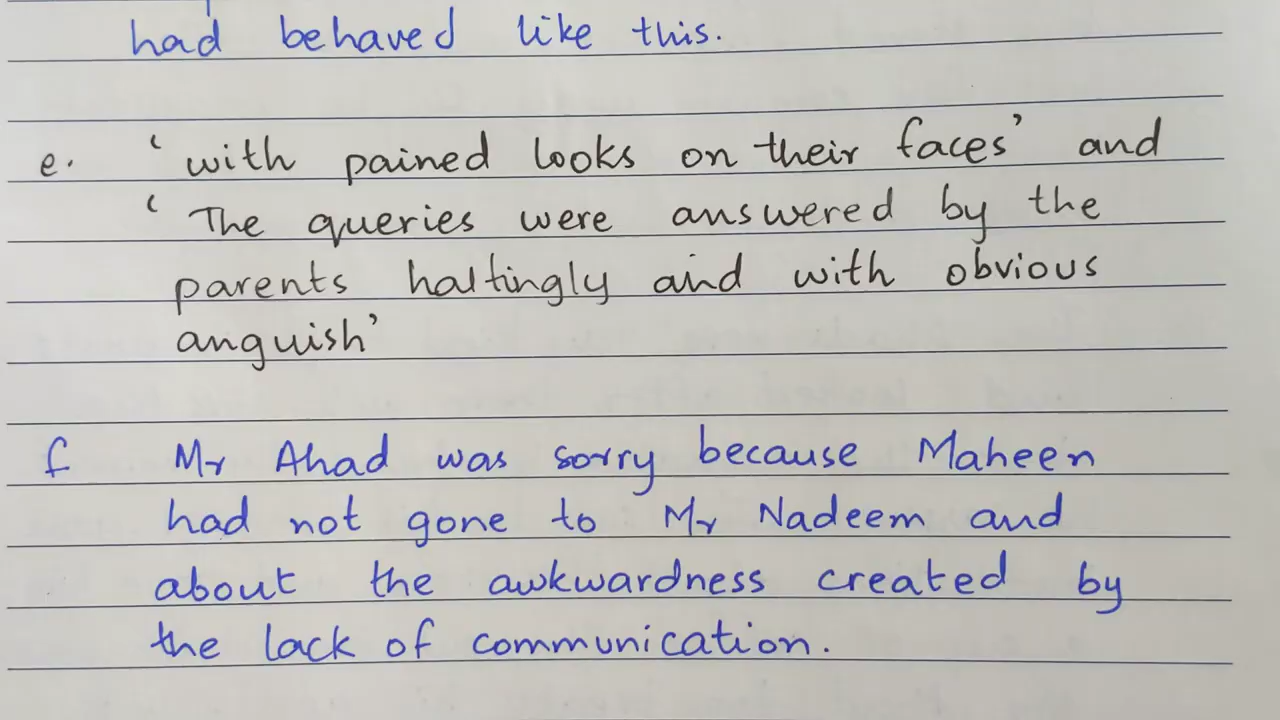 had behaved like this.
e. ‘with pained looks on their faces’ and
‘The queries were answered by the
parents haltingly and with obvious
anguish’
f Mr Ahad was sorry because Maheen
had not gone to Mr Nadeem and
about the awkwardness created by
the lack of communication.